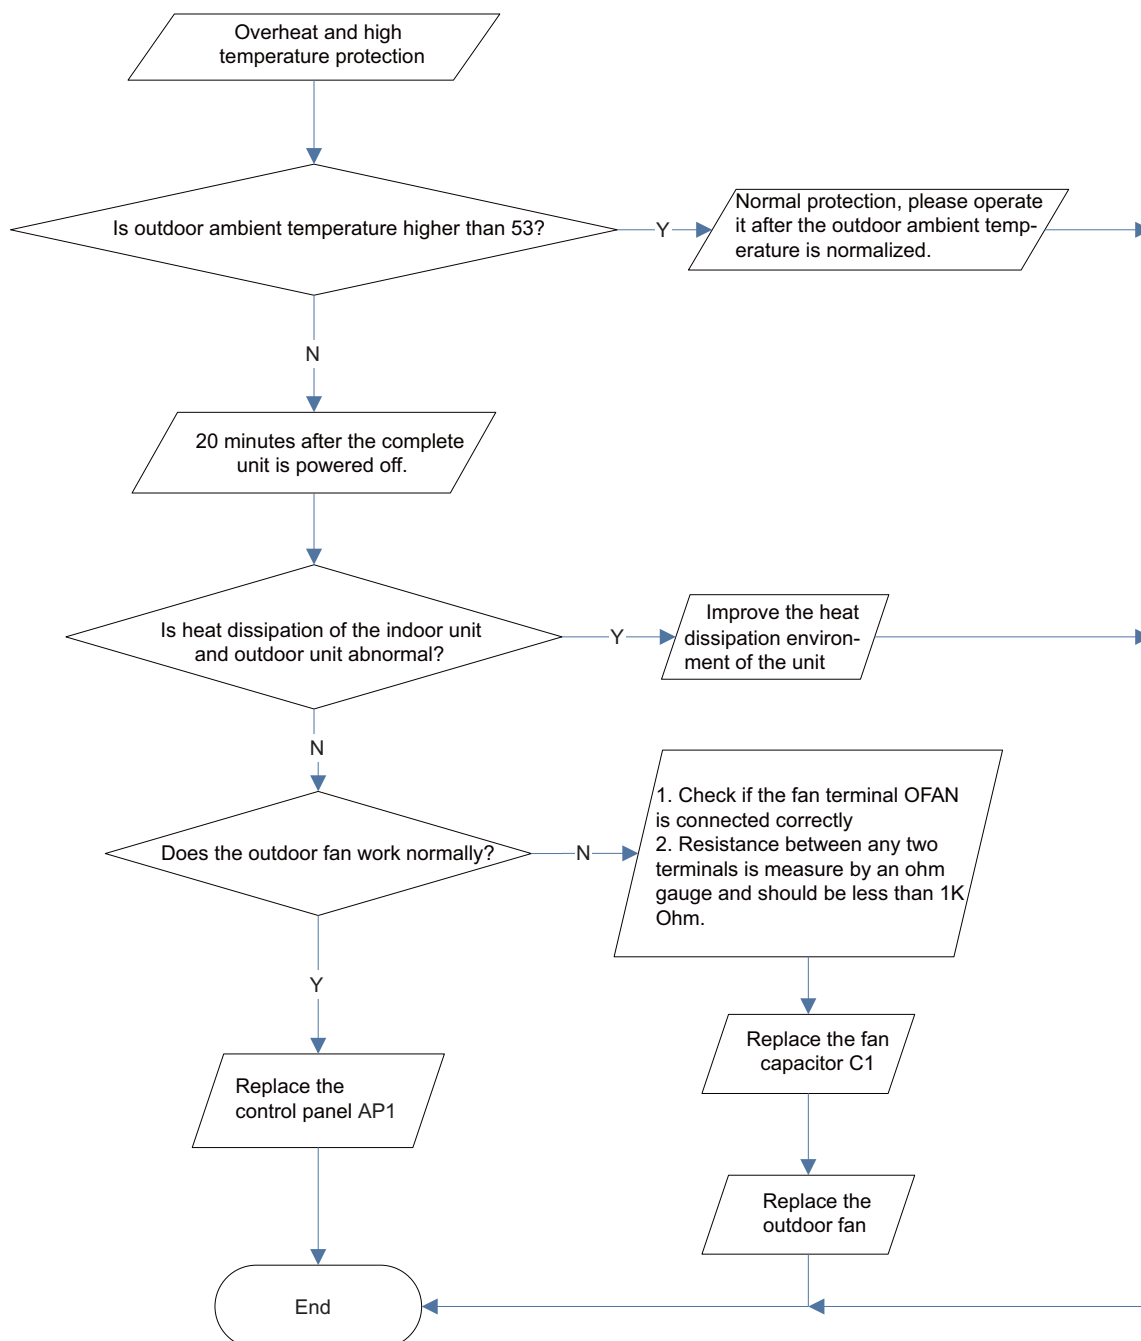 Overheat and high
temperature protection
Is outdoor ambient temperature higher than 53?
Y
Normal protection, please operate
it after the outdoor ambient temp-
erature is normalized.
N
20 minutes after the complete
unit is powered off.
Is heat dissipation of the indoor unit
and outdoor unit abnormal?
Y
Improve the heat
dissipation environ-
ment of the unit
N
Does the outdoor fan work normally?
N
1. Check if the fan terminal OFAN
is connected correctly
2. Resistance between any two
terminals is measure by an ohm
gauge and should be less than 1K
Ohm.
Y
Replace the fan
capacitor C1
Replace the
control panel AP1
Replace the
outdoor fan
End